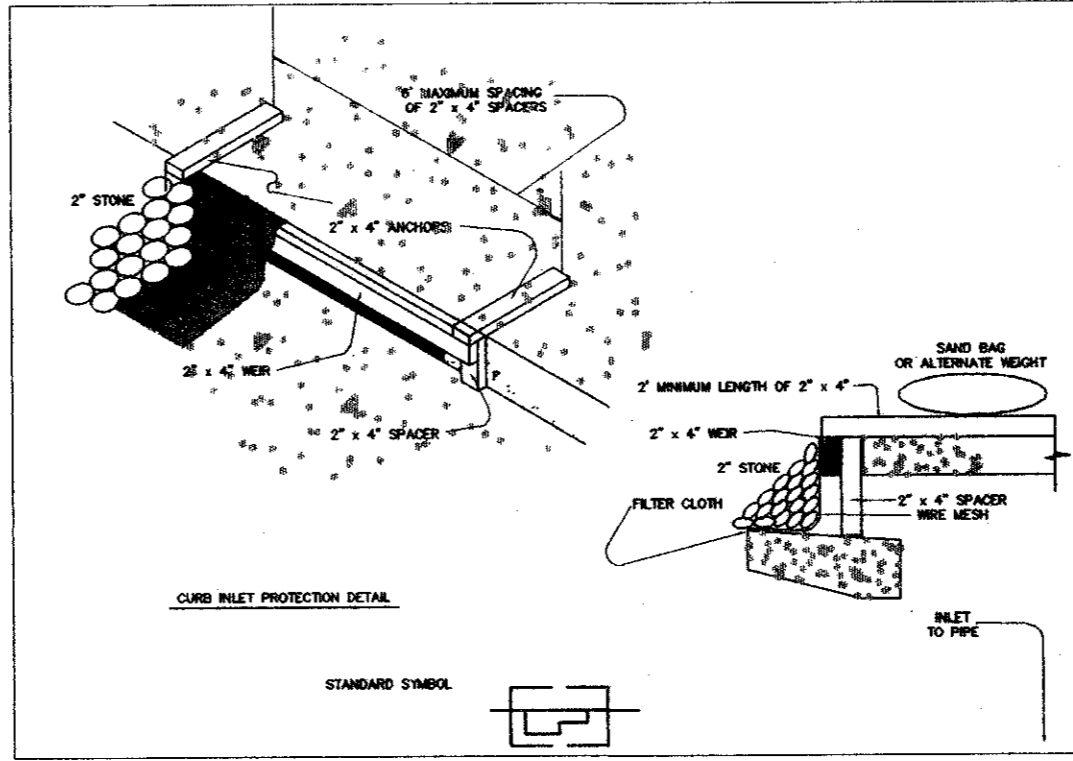 6' MAXIMUM SPACING
OF 2" x 4" SPACERS
2" STONE
2" x 4" ANCHORS
2" x 4" WEIR
2" x 4" SPACER
SAND BAG
OR ALTERNATE WEIGHT
2' MINIMUM LENGTH OF 2" x 4"
2" x 4" WEIR
2" STONE
FILTER CLOTH
2" x 4" SPACER
WIRE MESH
CURB INLET PROTECTION DETAIL
INLET
TO PIPE
STANDARD SYMBOL